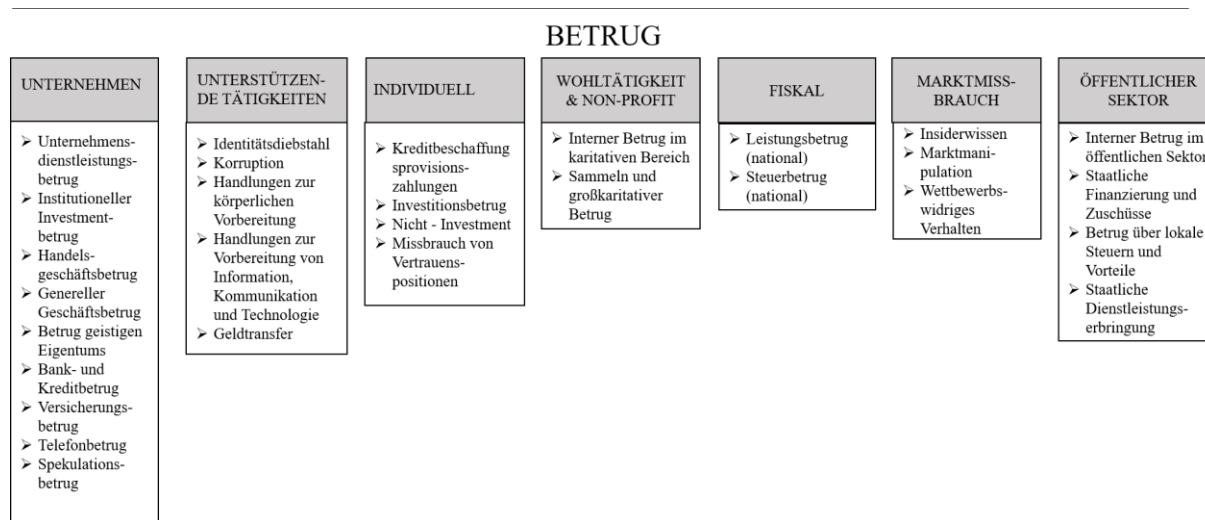 BETRUG
UNTERNEHMEN
➢ Unternehmens-
dienstleistungs-
betrug
➢ Institutioneller
Investment-
betrug
➢ Handels-
geschäftsbetrug
➢ Genereller
Geschäftsbetrug
➢ Betrug geistigen
Eigentums
➢ Bank- und
Kreditbetrug
➢ Versicherungs-
betrug
➢ Telefonbetrug
➢ Spekulations-
betrug
UNTERSTÜTZEN-
DE TÄTIGKEITEN
➢ Identitätsdiebstahl
➢ Korruption
➢ Handlungen zur
körperlichen
Vorbereitung
➢ Handlungen zur
Vorbereitung von
Information,
Kommunikation
und Technologie
➢ Geldtransfer
INDIVIDUELL
➢ Kreditbeschaffung
sprovisions-
zahlungen
➢ Investitionsbetrug
➢ Nicht - Investment
➢ Missbrauch von
Vertrauens-
positionen
WOHLTÄTIGKEIT
& NON-PROFIT
➢ Interner Betrug im
karitativen Bereich
➢ Sammeln und
großkaritativer
Betrug
FISKAL
➢ Leistungsbetrug
(national)
➢ Steuerbetrug
(national)
MARKTMISS-
BRAUCH
➢ Insiderwissen
➢ Marktmani-
pulation
➢ Wettbewerbs-
widriges
Verhalten
ÖFFENTLICHER
SEKTOR
➢ Interner Betrug im
öffentlichen Sektor
➢ Staatliche
Finanzierung und
Zuschüsse
➢ Betrug über lokale
Steuern und
Vorteile
➢ Staatliche
Dienstleistungs-
erbringung